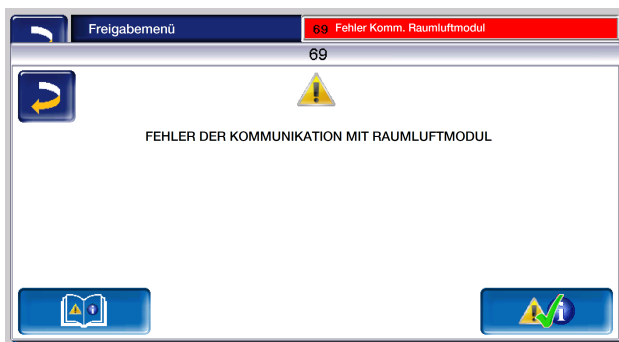 Freigabemenü
69 Fehler Komm. Raumluftmodul
69
FEHLER DER KOMMUNIKATION MIT RAUMLUFTMODUL